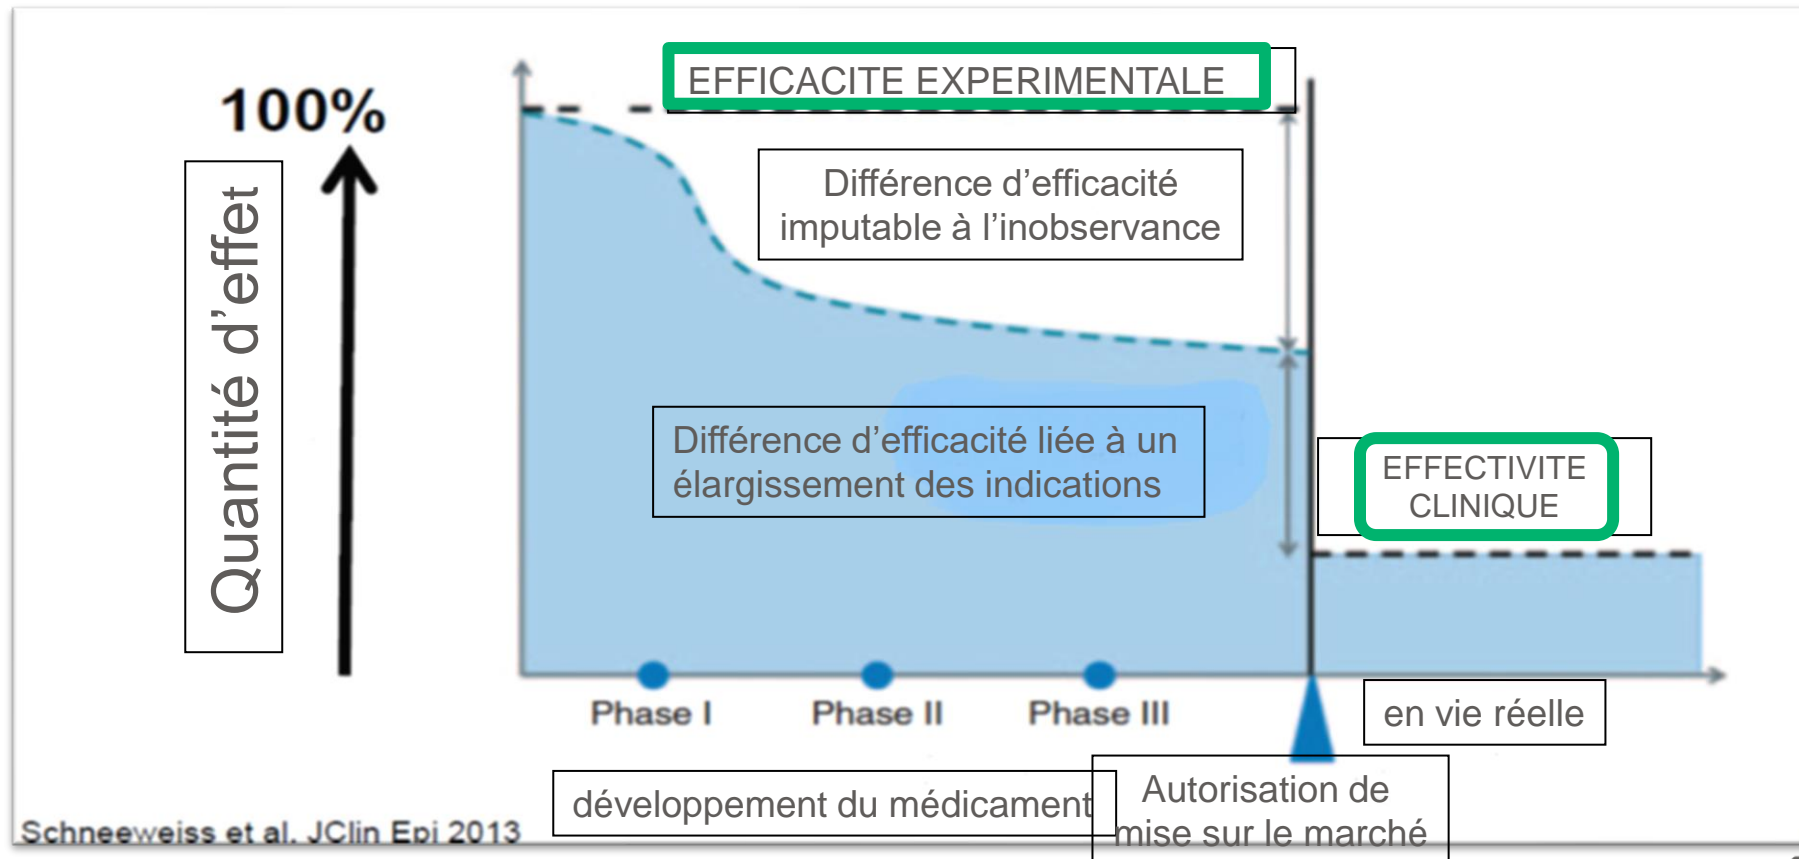 EFFICACITE EXPERIMENTALE
100%
Quantité d'effet
Différence d'efficacité
imputable à l'inobservance
Différence d'efficacité liée à un
élargissement des indications
EFFECTIVITE
CLINIQUE
Phase I
Phase II
Phase III
en vie réelle
développement du médicament
Autorisation de
mise sur le marché
Schneeweiss et al. JClin Epi 2013